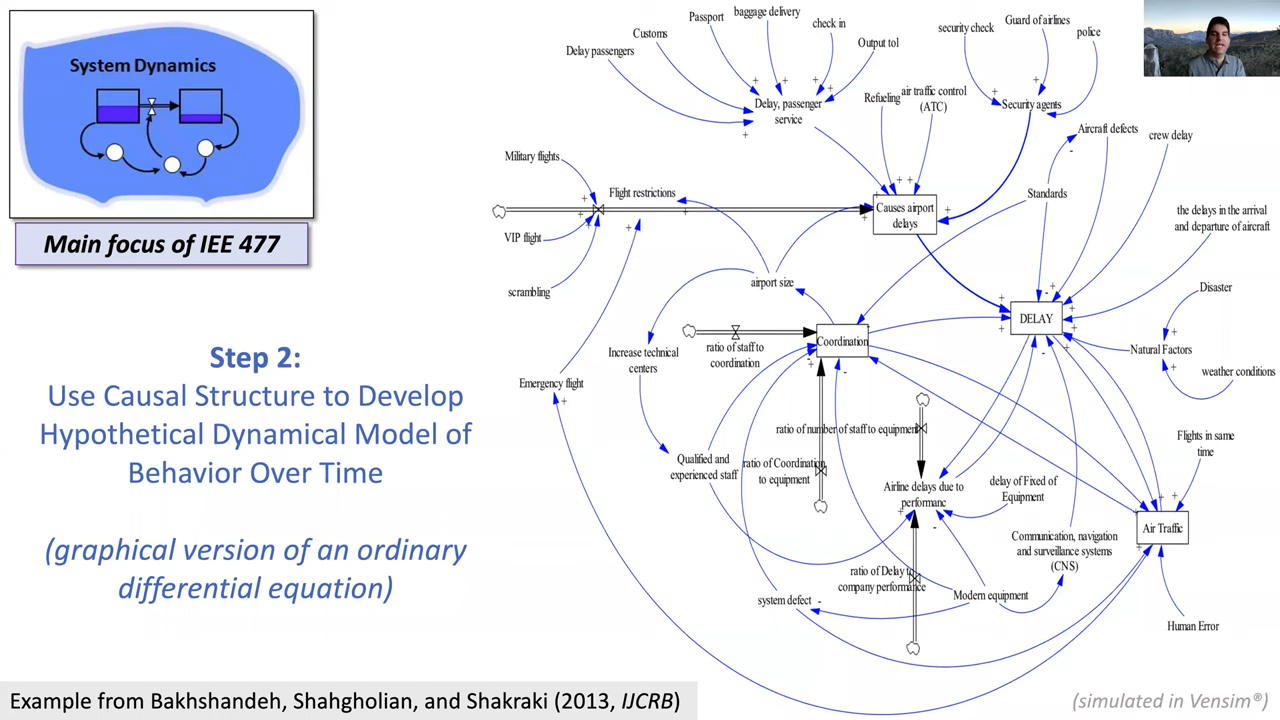 System Dynamics
Main focus of IEE 477
Step 2:
Use Causal Structure to Develop
Hypothetical Dynamical Model of
Behavior Over Time
(graphical version of an ordinary
differential equation)
Delay passengers
Customs
Passport
baggage delivery
check in
Output tol
security check
Guard of airlines
police
Delay, passenger
service
Refueling
air traffic control
(ATC)
Security agents
Aircraft defects
crew delay
Military flights
Flight restrictions
Causes airport
delays
Standards
the delays in the arrival
and departure of aircraft
VIP flight
scrambling
airport size
DELAY
Disaster
Natural Factors
weather conditions
Increase technical
centers
ratio of staff to
coordination
Coordination
Emergency flight
ratio of number of staff to equipment
Flights in same
time
Qualified and
experienced staff
ratio of Coordination
to equipment
Airline delays due to
performanc
delay of Fixed of
Equipment
Communication, navigation
and surveillance systems
(CNS)
Air Traffic
ratio of Delay to
company performance
system defect
Modern equipment
Human Error
Example from Bakhshandeh, Shahgholian, and Shakraki (2013, IJCRB)
(simulated in Vensim®)